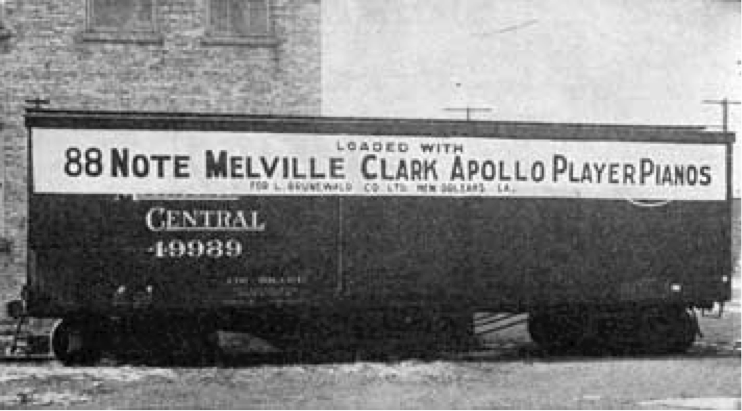 LOADED WITH
88 NOTE MELVILLE CLARK APOLLO PLAYER PIANOS
FOR L. GRUNEWALD CO. LTD. NEW ORLEANS LA.
CENTRAL
49989